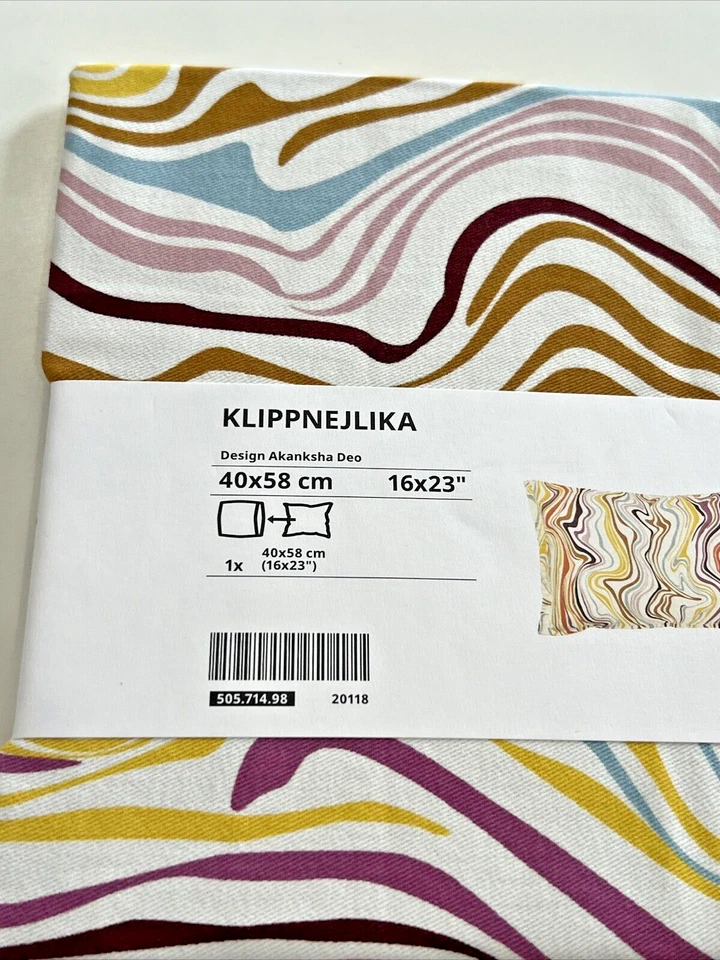 KLIPPNEJLIKA
Design Akanksha Deo
40x58 cm 16x23"
1x 40x58 cm
(16x23")
505.714.98 20118